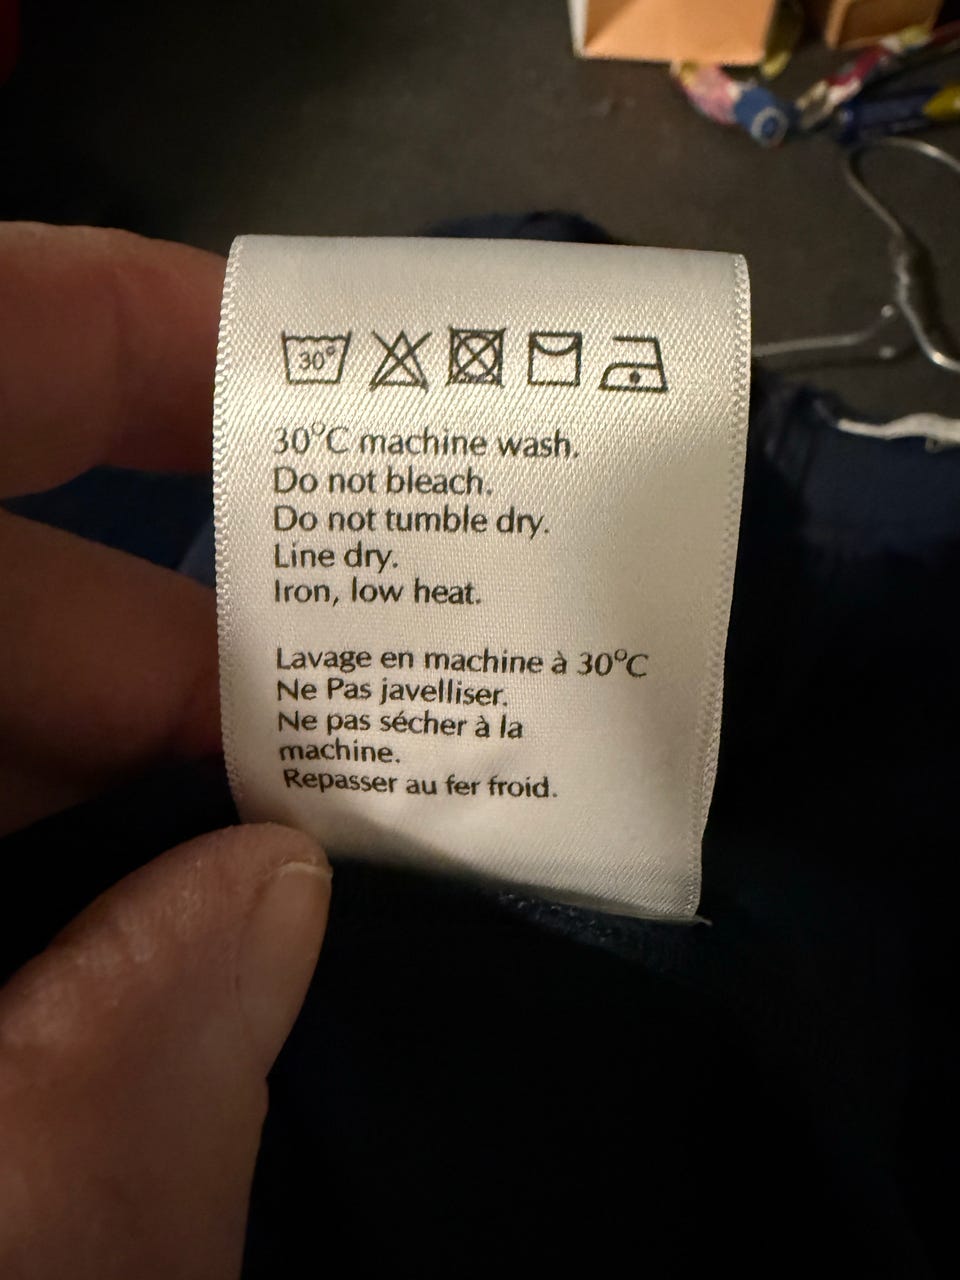 30°
30°C machine wash.
Do not bleach.
Do not tumble dry.
Line dry.
Iron, low heat.
Lavage en machine à 30°C
Ne Pas javelliser.
Ne pas sécher à la
machine.
Repasser au fer froid.